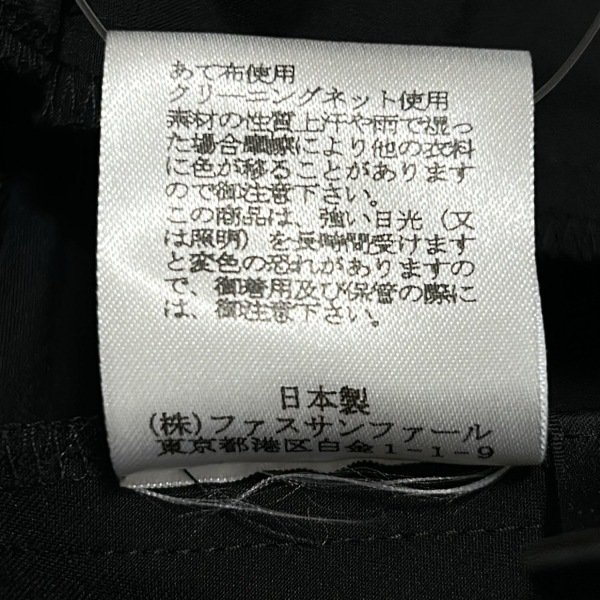 あて布使用
クリーニングネット使用
素材の性質上汗や雨で湿っ
た場合摩擦により他の衣料
に色が移ることがあります
ので御注意下さい。
この商品は、強い日光（又
は照明）を長時間受けます
と変色の恐れがありますの
で、御着用及び保管の際に
は、御注意下さい。
日本製
(株)ファスサンファール
東京都港区白金1-1-9